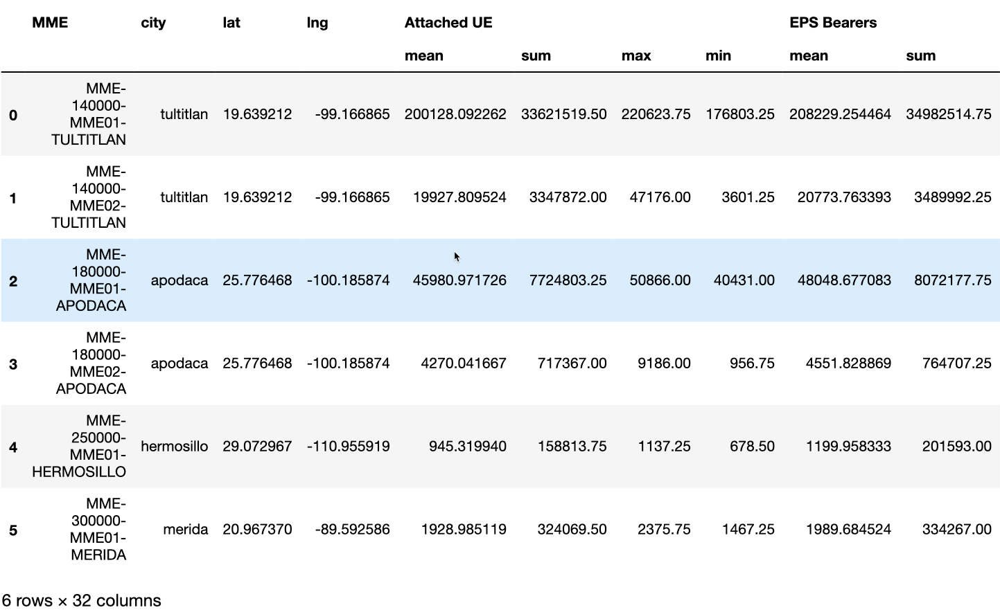 MME city lat lng Attached UE EPS Bearers
mean sum max min mean sum
MME-
140000-
0 tultitlan 19.639212 -99.166865 200128.092262 33621519.50 220623.75 176803.25 208229.254464 34982514.75
MME01-
TULTITLAN
MME-
140000-
1 tultitlan 19.639212 -99.166865 19927.809524 3347872.00 47176.00 3601.25 20773.763393 3489992.25
MME02-
TULTITLAN
MME-
180000-
2 apodaca 25.776468 -100.185874 45980.971726 7724803.25 50866.00 40431.00 48048.677083 8072177.75
MME01-
APODACA
MME-
180000-
3 apodaca 25.776468 -100.185874 4270.041667 717367.00 9186.00 956.75 4551.828869 764707.25
MME02-
APODACA
MME-
250000-
4 hermosillo 29.072967 -110.955919 945.319940 158813.75 1137.25 678.50 1199.958333 201593.00
MME01-
HERMOSILLO
MME-
300000-
5 merida 20.967370 -89.592586 1928.985119 324069.50 2375.75 1467.25 1989.684524 334267.00
MME01-
MERIDA
6 rows × 32 columns